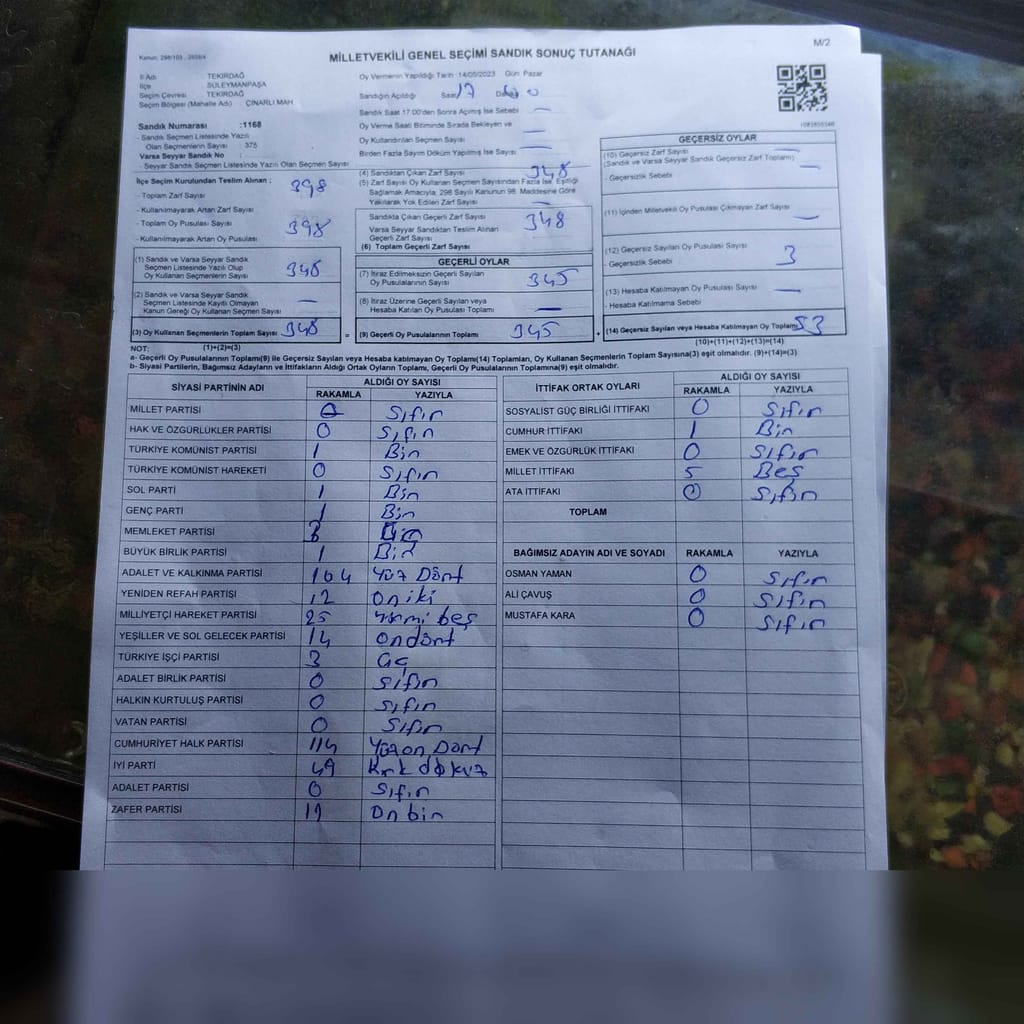 Kanun: 298/105 - 2839/4
M/2
MİLLETVEKİLİ GENEL SEÇİMİ SANDIK SONUÇ TUTANAĞI
İl Adı TEKİRDAĞ
İlçe SÜLEYMANPAŞA
Seçim Çevresi TEKİRDAĞ
Seçim Bölgesi (Mahalle Adı) ÇINARLI MAH
Sandık Numarası :1168
- Sandık Seçmen Listesinde Yazılı
Olan Seçmenlerin Sayısı : 375
Varsa Seyyar Sandık No :
- Seyyar Sandık Seçmen Listesinde Yazılı Olan Seçmen Sayısı
Oy Vermenin Yapıldığı Tarih :14/05/2023 Gün: Pazar
Sandığın Açıldığı Saat 17
Sandık Saat 17:00'den Sonra Açılmış İse Sebebi —
Oy Verme Saati Bitiminde Sırada Bekleyen ve
Oy Kullandırılan Seçmen Sayısı —
Birden Fazla Sayım Döküm Yapılmış İse Sayısı —
İlçe Seçim Kurulundan Teslim Alınan :
- Toplam Zarf Sayısı 398
- Kullanılmayarak Artan Zarf Sayısı
- Toplam Oy Pusulası Sayısı 398
- Kullanılmayarak Artan Oy Pusulası
(1) Sandık ve Varsa Seyyar Sandık
Seçmen Listesinde Yazılı Olup
Oy Kullanan Seçmenlerin Sayısı 348
(2) Sandık ve Varsa Seyyar Sandık
Seçmen Listesinde Kayıtlı Olmayan
Kanun Gereği Oy Kullanan Seçmenlerin Sayısı —
(3) Oy Kullanan Seçmenlerin Toplam Sayısı 348 =
(4) Sandıktan Çıkan Zarf Sayısı 348
(5) Zarf Sayısı Oy Kullanan Seçmen Sayısından Fazla İse, Eşitliği
Sağlamak Amacıyla, 298 Sayılı Kanunun 98. Maddesine Göre
Yakılarak Yok Edilen Zarf Sayısı —
Sandıkta Çıkan Geçerli Zarf Sayısı 348
Varsa Seyyar Sandıktan Teslim Alınan
Geçerli Zarf Sayısı
(6) Toplam Geçerli Zarf Sayısı
GEÇERLİ OYLAR
(7) İtiraz Edilmeksizin Geçerli Sayılan
Oy Pusulalarının Sayısı 345
(8) İtiraz Üzerine Geçerli Sayılan veya
Hesaba Katılan Oy Pusulası Toplamı —
(9) Geçerli Oy Pusulalarının Toplamı 345 +
GEÇERSİZ OYLAR
(10) Geçersiz Zarf Sayısı —
(Sandık ve Varsa Seyyar Sandık Geçersiz Zarf Toplamı)
- Geçersizlik Sebebi —
(11) İçinden Milletvekili Oy Pusulası Çıkmayan Zarf Sayısı —
(12) Geçersiz Sayılan Oy Pusulası Sayısı 3
- Geçersizlik Sebebi
(13) Hesaba Katılmayan Oy Pusulası Sayısı —
- Hesaba Katılmama Sebebi
(14) Geçersiz Sayılan veya Hesaba Katılmayan Oy Toplamı
NOT: (1)+(2)=(3)
(10)+(11)+(12)+(13)=(14)
a- Geçerli Oy Pusulalarının Toplamı(9) ile Geçersiz Sayılan veya Hesaba katılmayan Oy Toplamı(14) Toplamları, Oy Kullanan Seçmenlerin Toplam Sayısına(3) eşit olmalıdır. (9)+(14)=(3)
b- Siyasi Partilerin, Bağımsız Adayların ve İttifakların Aldığı Ortak Oyların Toplamı, Geçerli Oy Pusulalarının Toplamına(9) eşit olmalıdır.
SİYASİ PARTİNİN ADI ALDIĞI OY SAYISI
RAKAMLA YAZIYLA
MİLLET PARTİSİ 0 Sıfır
HAK VE ÖZGÜRLÜKLER PARTİSİ 0 Sıfır
TÜRKİYE KOMÜNİST PARTİSİ 1 Bir
TÜRKİYE KOMÜNİST HAREKETİ 0 Sıfır
SOL PARTİ 1 Bir
GENÇ PARTİ 1 Bir
MEMLEKET PARTİSİ
BÜYÜK BİRLİK PARTİSİ 1 Bir
ADALET VE KALKINMA PARTİSİ 104 Yüz Dört
YENİDEN REFAH PARTİSİ 12 Oniki
MİLLİYETÇİ HAREKET PARTİSİ 25 Yirmi beş
YEŞİLLER VE SOL GELECEK PARTİSİ 14 Ondört
TÜRKİYE İŞÇİ PARTİSİ 3 Üç
ADALET BİRLİK PARTİSİ 0 Sıfır
HALKIN KURTULUŞ PARTİSİ 0 Sıfır
VATAN PARTİSİ 0 Sıfır
CUMHURİYET HALK PARTİSİ 114 Yüzon Dört
İYİ PARTİ 49 Kırk dokuz
ADALET PARTİSİ 0 Sıfır
ZAFER PARTİSİ 11 On bir
İTTİFAK ORTAK OYLARI ALDIĞI OY SAYISI
RAKAMLA YAZIYLA
SOSYALİST GÜÇ BİRLİĞİ İTTİFAKI 0 Sıfır
CUMHUR İTTİFAKI 1 Bir
EMEK VE ÖZGÜRLÜK İTTİFAKI 0 Sıfır
MİLLET İTTİFAKI 5 Beş
ATA İTTİFAKI 0 Sıfır
TOPLAM
BAĞIMSIZ ADAYIN ADI VE SOYADI RAKAMLA YAZIYLA
OSMAN YAMAN 0 Sıfır
ALİ ÇAVUŞ 0 Sıfır
MUSTAFA KARA 0 Sıfır